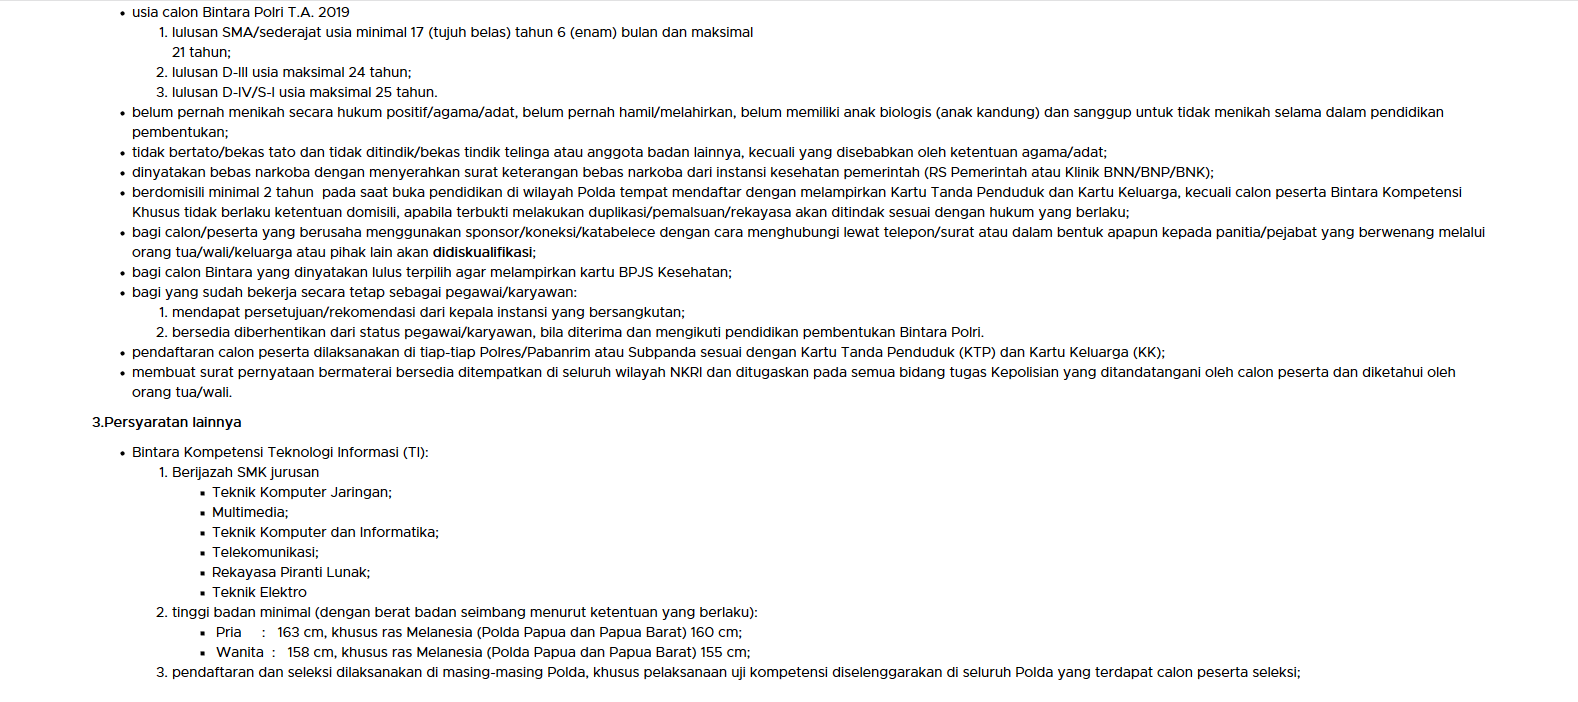 • usia calon Bintara Polri T.A. 2019
1. lulusan SMA/sederajat usia minimal 17 (tujuh belas) tahun 6 (enam) bulan dan maksimal
21 tahun;
2. lulusan D-III usia maksimal 24 tahun;
3. lulusan D-IV/S-I usia maksimal 25 tahun.
• belum pernah menikah secara hukum positif/agama/adat, belum pernah hamil/melahirkan, belum memiliki anak biologis (anak kandung) dan sanggup untuk tidak menikah selama dalam pendidikan
pembentukan;
• tidak bertato/bekas tato dan tidak ditindik/bekas tindik telinga atau anggota badan lainnya, kecuali yang disebabkan oleh ketentuan agama/adat;
• dinyatakan bebas narkoba dengan menyerahkan surat keterangan bebas narkoba dari instansi kesehatan pemerintah (RS Pemerintah atau Klinik BNN/BNP/BNK);
• berdomisili minimal 2 tahun  pada saat buka pendidikan di wilayah Polda tempat mendaftar dengan melampirkan Kartu Tanda Penduduk dan Kartu Keluarga, kecuali calon peserta Bintara Kompetensi
Khusus tidak berlaku ketentuan domisili, apabila terbukti melakukan duplikasi/pemalsuan/rekayasa akan ditindak sesuai dengan hukum yang berlaku;
• bagi calon/peserta yang berusaha menggunakan sponsor/koneksi/katabelece dengan cara menghubungi lewat telepon/surat atau dalam bentuk apapun kepada panitia/pejabat yang berwenang melalui
orang tua/wali/keluarga atau pihak lain akan didiskualifikasi;
• bagi calon Bintara yang dinyatakan lulus terpilih agar melampirkan kartu BPJS Kesehatan;
• bagi yang sudah bekerja secara tetap sebagai pegawai/karyawan:
1. mendapat persetujuan/rekomendasi dari kepala instansi yang bersangkutan;
2. bersedia diberhentikan dari status pegawai/karyawan, bila diterima dan mengikuti pendidikan pembentukan Bintara Polri.
• pendaftaran calon peserta dilaksanakan di tiap-tiap Polres/Pabanrim atau Subpanda sesuai dengan Kartu Tanda Penduduk (KTP) dan Kartu Keluarga (KK);
• membuat surat pernyataan bermaterai bersedia ditempatkan di seluruh wilayah NKRI dan ditugaskan pada semua bidang tugas Kepolisian yang ditandatangani oleh calon peserta dan diketahui oleh
orang tua/wali.
3.Persyaratan lainnya
• Bintara Kompetensi Teknologi Informasi (TI):
1. Berijazah SMK jurusan
▪ Teknik Komputer Jaringan;
▪ Multimedia;
▪ Teknik Komputer dan Informatika;
▪ Telekomunikasi;
▪ Rekayasa Piranti Lunak;
▪ Teknik Elektro
2. tinggi badan minimal (dengan berat badan seimbang menurut ketentuan yang berlaku):
▪ Pria     :   163 cm, khusus ras Melanesia (Polda Papua dan Papua Barat) 160 cm;
▪ Wanita  :   158 cm, khusus ras Melanesia (Polda Papua dan Papua Barat) 155 cm;
3. pendaftaran dan seleksi dilaksanakan di masing-masing Polda, khusus pelaksanaan uji kompetensi diselenggarakan di seluruh Polda yang terdapat calon peserta seleksi;